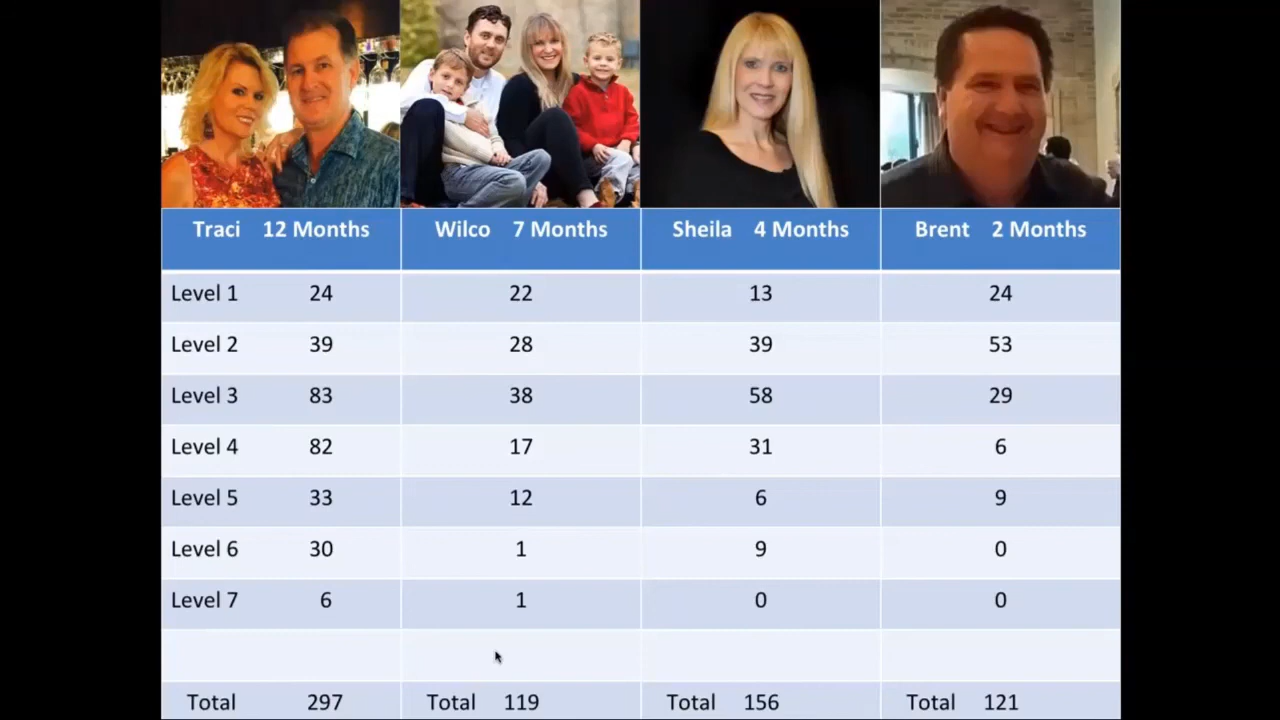 Traci 12 Months Wilco 7 Months Sheila 4 Months Brent 2 Months
Level 1 24 22 13 24
Level 2 39 28 39 53
Level 3 83 38 58 29
Level 4 82 17 31 6
Level 5 33 12 6 9
Level 6 30 1 9 0
Level 7 6 1 0 0
Total 297 Total 119 Total 156 Total 121